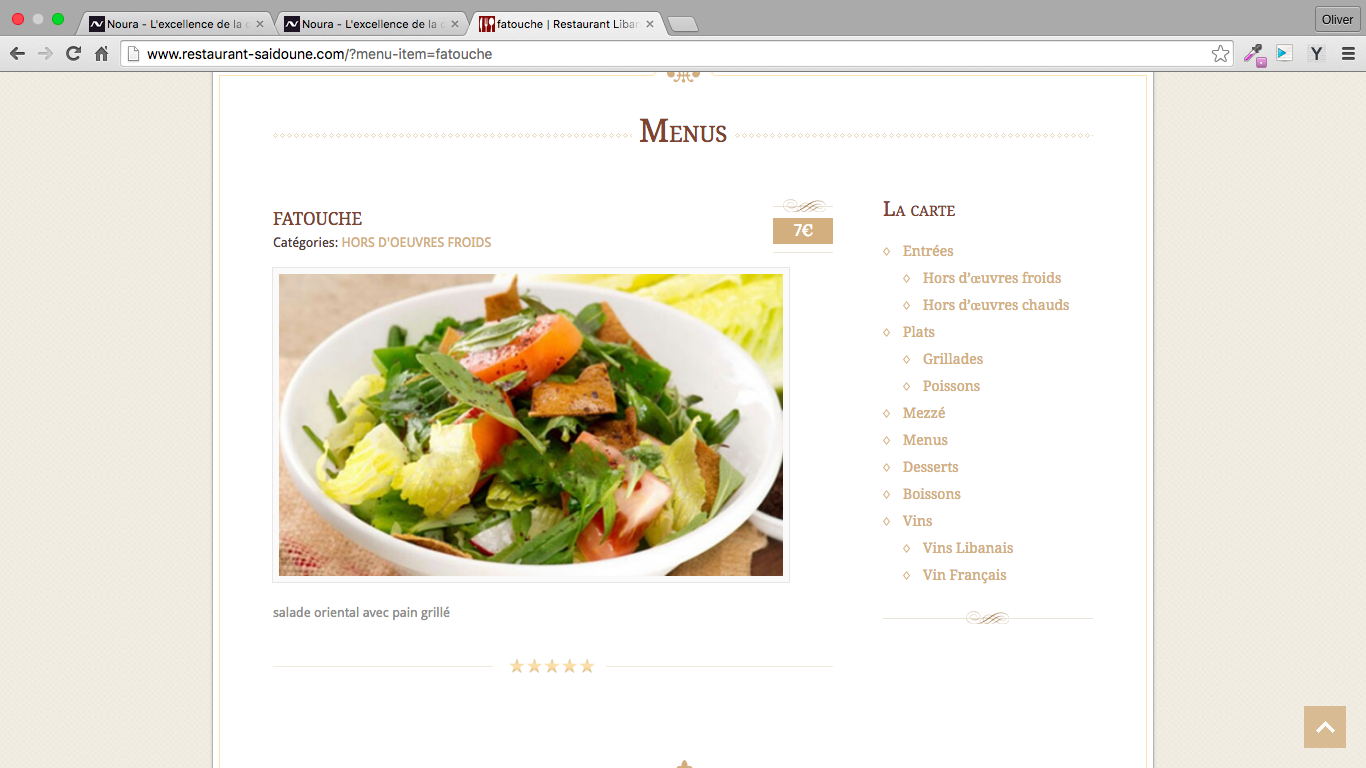 Noura - L'excellence de la c
Noura - L'excellence de la c
fatouche | Restaurant Liban
Oliver
www.restaurant-saidoune.com/?menu-item=fatouche
Menus
FATOUCHE
Catégories: HORS D'OEUVRES FROIDS
7€
salade oriental avec pain grillé
La carte
Entrées
Hors d'œuvres froids
Hors d'œuvres chauds
Plats
Grillades
Poissons
Mezzé
Menus
Desserts
Boissons
Vins
Vins Libanais
Vin Français